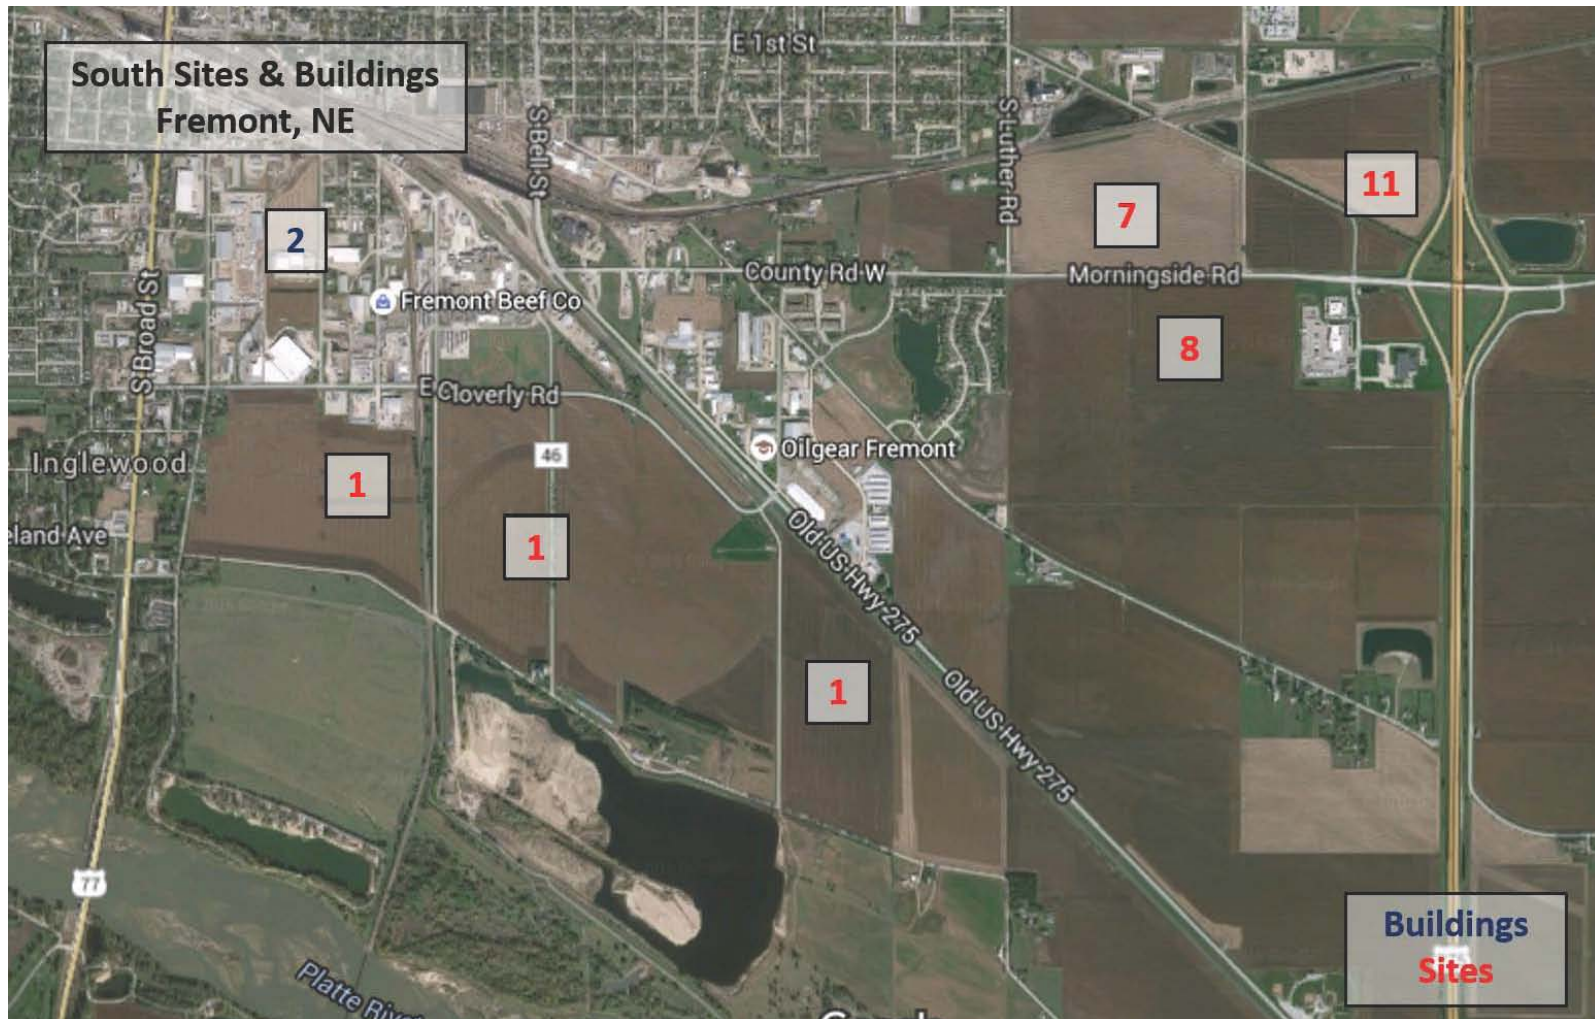 South Sites & Buildings
Fremont, NE
E 1st St
S Bell St
S Luther Rd
11
7
2
County Rd W
Morningside Rd
Fremont Beef Co
S Broad St
8
E Cloverly Rd
46
Oilgear Fremont
Inglewood
1
1
eland Ave
Old US Hwy 275
1
Old US Hwy 275
77
Buildings
Sites
Platte River